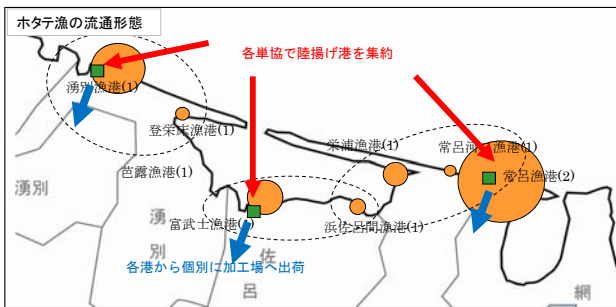 ホタテ漁の流通形態
各単協で陸揚げ港を集約
湧別漁港(1)
登栄床漁港(1)
栄浦漁港(1)
常呂河
漁港(1)
芭露漁港(1)
常呂漁港(2)
湧別
湧別
富武士漁港(
浜佐呂間漁港(1)
佐呂
網
各港から個別に加工場へ出荷